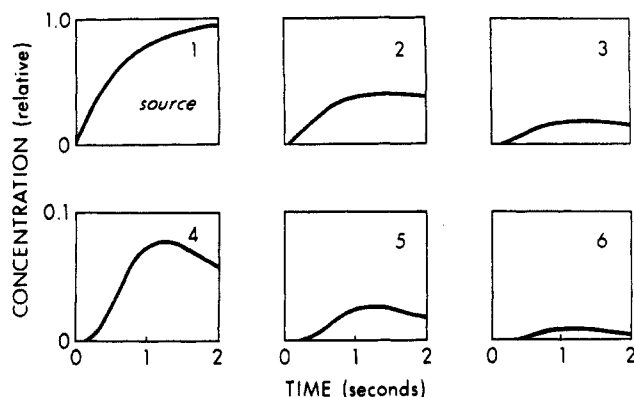 1.0
1
2
3
source
0
0.1
4
5
6
0
0 1 2
0 1 2
0 1 2
CONCENTRATION (relative)
TIME (seconds)